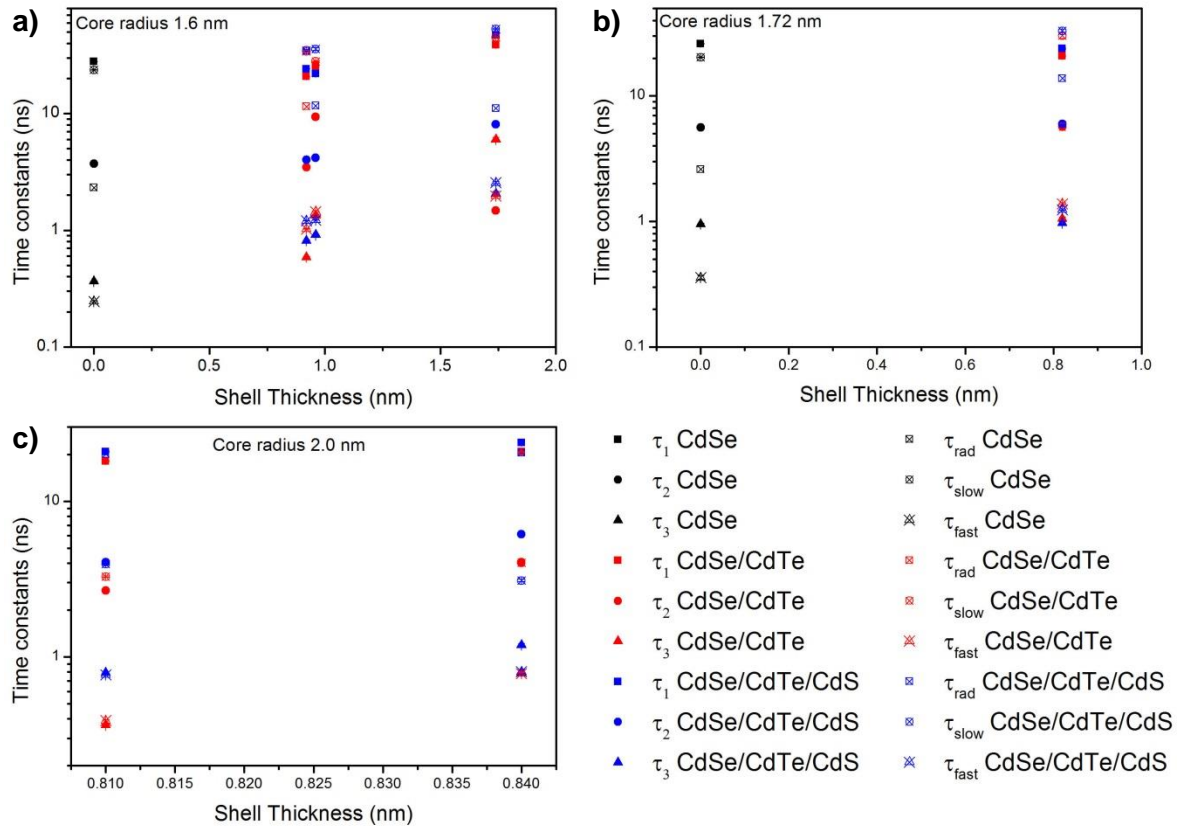 a)
Core radius 1.6 nm
Time constants (ns)
10
1
0.1
0.0 0.5 1.0 1.5 2.0
Shell Thickness (nm)
b)
Core radius 1.72 nm
Time constants (ns)
10
1
0.1
0.0 0.2 0.4 0.6 0.8 1.0
Shell Thickness (nm)
c)
Core radius 2.0 nm
Time constants (ns)
10
1
0.810 0.815 0.820 0.825 0.830 0.835 0.840
Shell Thickness (nm)
τ1 CdSe
τ2 CdSe
τ3 CdSe
τ1 CdSe/CdTe
τ2 CdSe/CdTe
τ3 CdSe/CdTe
τ1 CdSe/CdTe/CdS
τ2 CdSe/CdTe/CdS
τ3 CdSe/CdTe/CdS
τrad CdSe
τslow CdSe
τfast CdSe
τrad CdSe/CdTe
τslow CdSe/CdTe
τfast CdSe/CdTe
τrad CdSe/CdTe/CdS
τslow CdSe/CdTe/CdS
τfast CdSe/CdTe/CdS